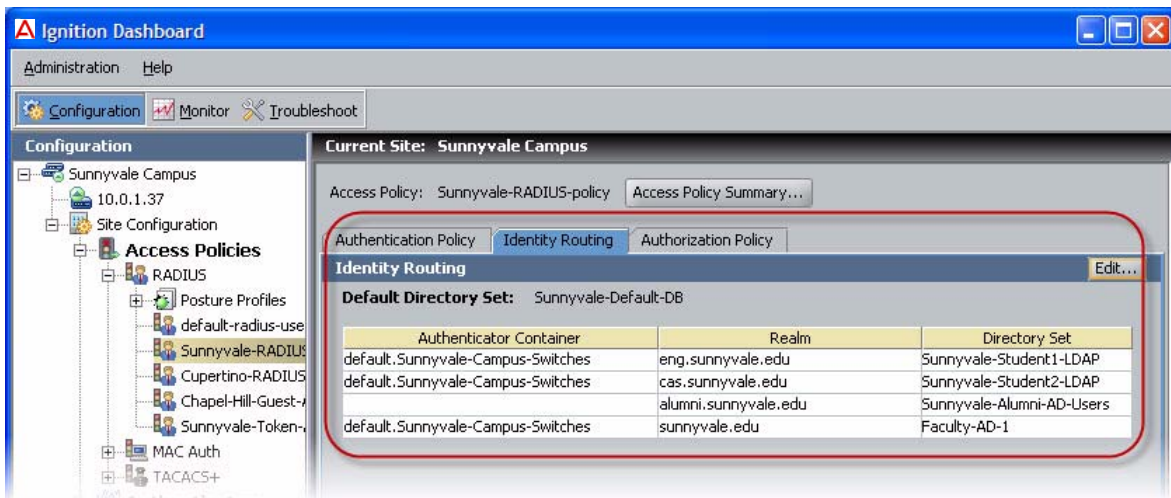 Ignition Dashboard
Administration Help
Configuration Monitor Troubleshoot
Configuration
Sunnyvale Campus
10.0.1.37
Site Configuration
Access Policies
RADIUS
Posture Profiles
default-radius-use
Sunnyvale-RADIUS
Cupertino-RADIUS
Chapel-Hill-Guest-
Sunnyvale-Token-
MAC Auth
TACACS+
Current Site: Sunnyvale Campus
Access Policy: Sunnyvale-RADIUS-policy Access Policy Summary...
Authentication Policy Identity Routing Authorization Policy
Identity Routing Edit...
Default Directory Set: Sunnyvale-Default-DB
Authenticator Container Realm Directory Set
default.Sunnyvale-Campus-Switches eng.sunnyvale.edu Sunnyvale-Student1-LDAP
default.Sunnyvale-Campus-Switches cas.sunnyvale.edu Sunnyvale-Student2-LDAP
alumni.sunnyvale.edu Sunnyvale-Alumni-AD-Users
default.Sunnyvale-Campus-Switches sunnyvale.edu Faculty-AD-1